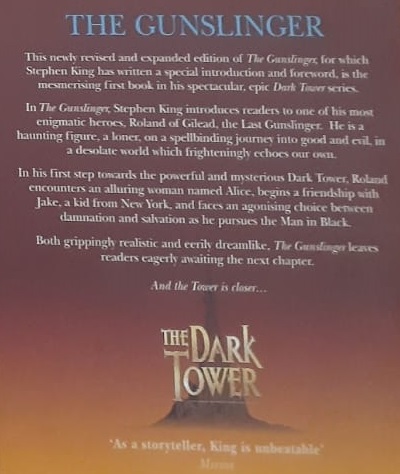 THE GUNSLINGER
This newly revised and expanded edition of The Gunslinger, for which
Stephen King has written a special introduction and foreword, is the
mesmerising first book in his spectacular, epic Dark Tower series.
In The Gunslinger, Stephen King introduces readers to one of his most
enigmatic heroes, Roland of Gilead, the Last Gunslinger. He is a
haunting figure, a loner, on a spellbinding journey into good and evil, in
a desolate world which frighteningly echoes our own.
In his first step towards the powerful and mysterious Dark Tower, Roland
encounters an alluring woman named Alice, begins a friendship with
Jake, a kid from New York, and faces an agonising choice between
damnation and salvation as he pursues the Man in Black.
Both grippingly realistic and eerily dreamlike, The Gunslinger leaves
readers eagerly awaiting the next chapter.
And the Tower is closer...
THE DARK
TOWER
'As a storyteller, King is unbeatable'
Mirror